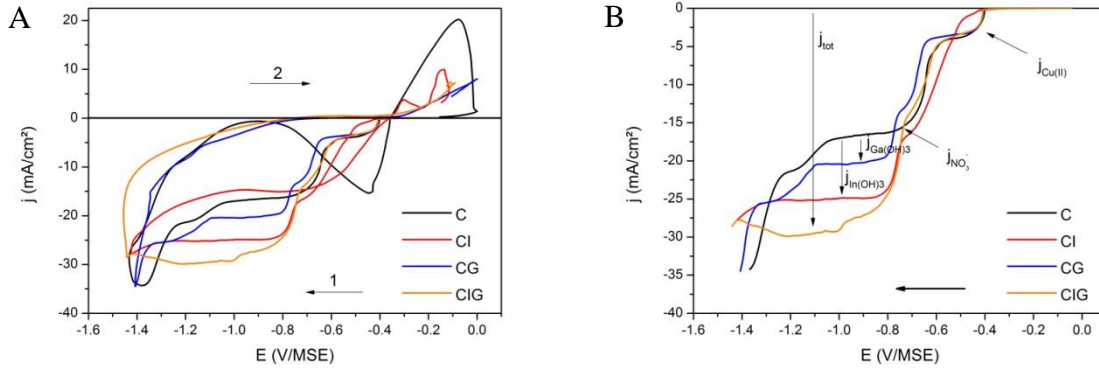 A
20
10
0
-10
-20
-30
-40
j (mA/cm²)
-1.6 -1.4 -1.2 -1.0 -0.8 -0.6 -0.4 -0.2 0.0
E (V/MSE)
2
1
C
CI
CG
CIG
B
0
-5
-10
-15
-20
-25
-30
-35
-40
j (mA/cm²)
-1.6 -1.4 -1.2 -1.0 -0.8 -0.6 -0.4 -0.2 0.0
E (V/MSE)
jtot
jCu(II)
jGa(OH)3
jIn(OH)3
jNO3-
C
CI
CG
CIG